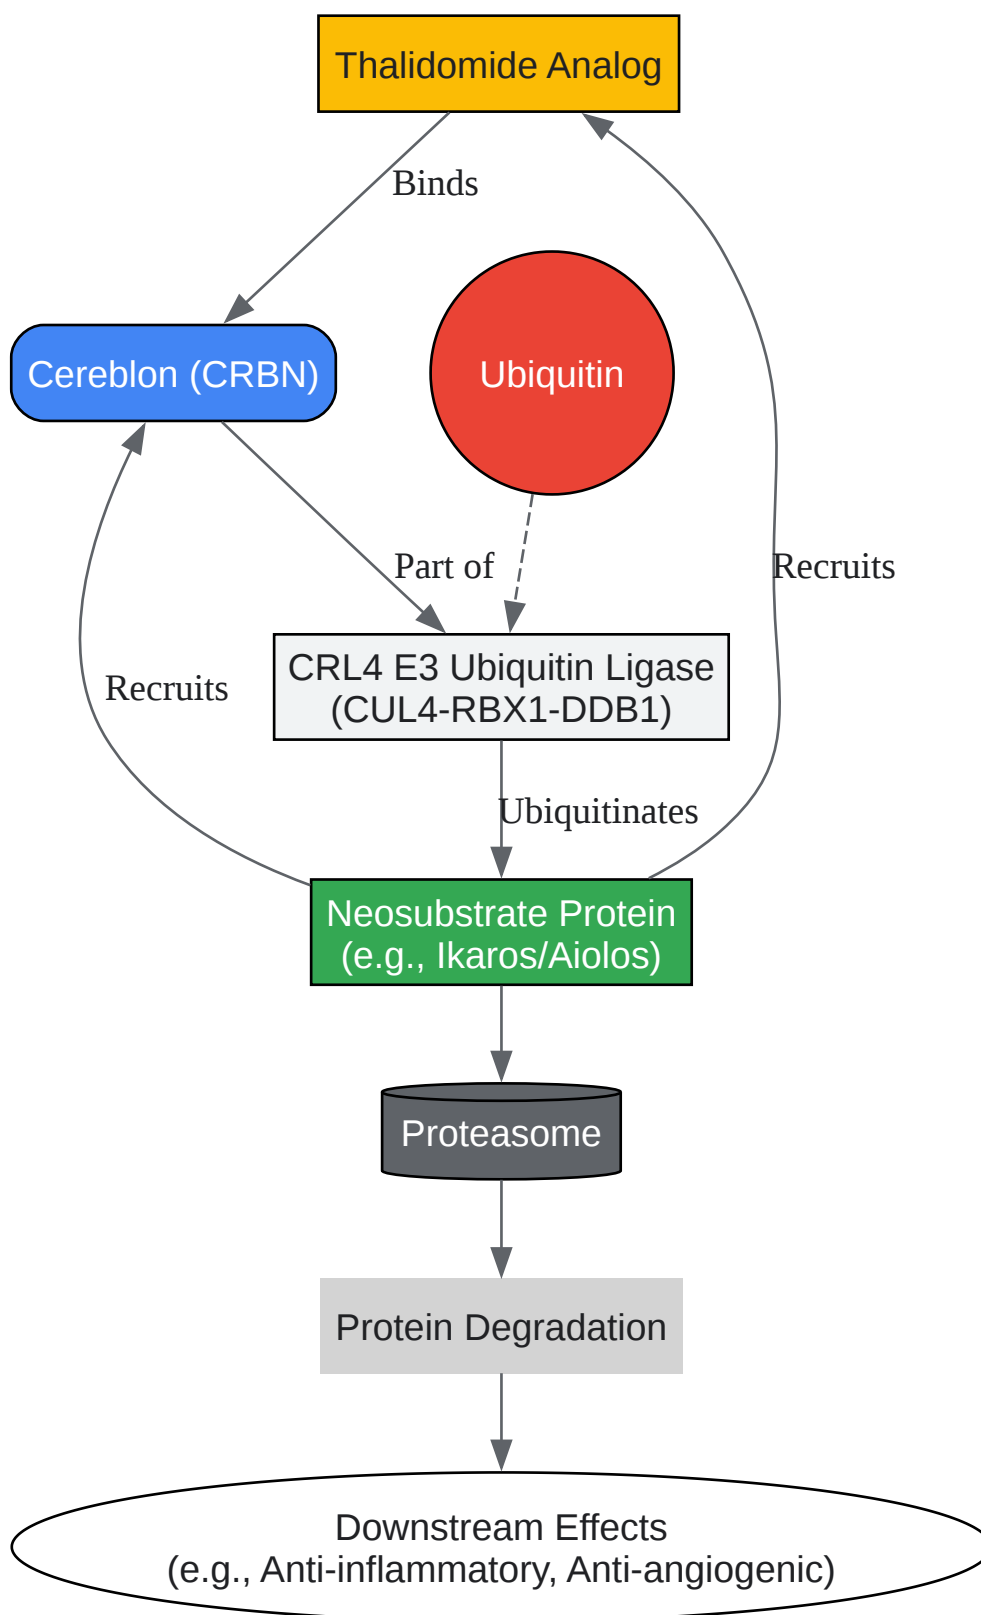 Thalidomide Analog
Binds
Cereblon (CRBN)
Ubiquitin
Part of
Recruits
CRL4 E3 Ubiquitin Ligase
(CUL4-RBX1-DDB1)
Recruits
Ubiquitinates
Neosubstrate Protein
(e.g., Ikaros/Aiolos)
Proteasome
Protein Degradation
Downstream Effects
(e.g., Anti-inflammatory, Anti-angiogenic)